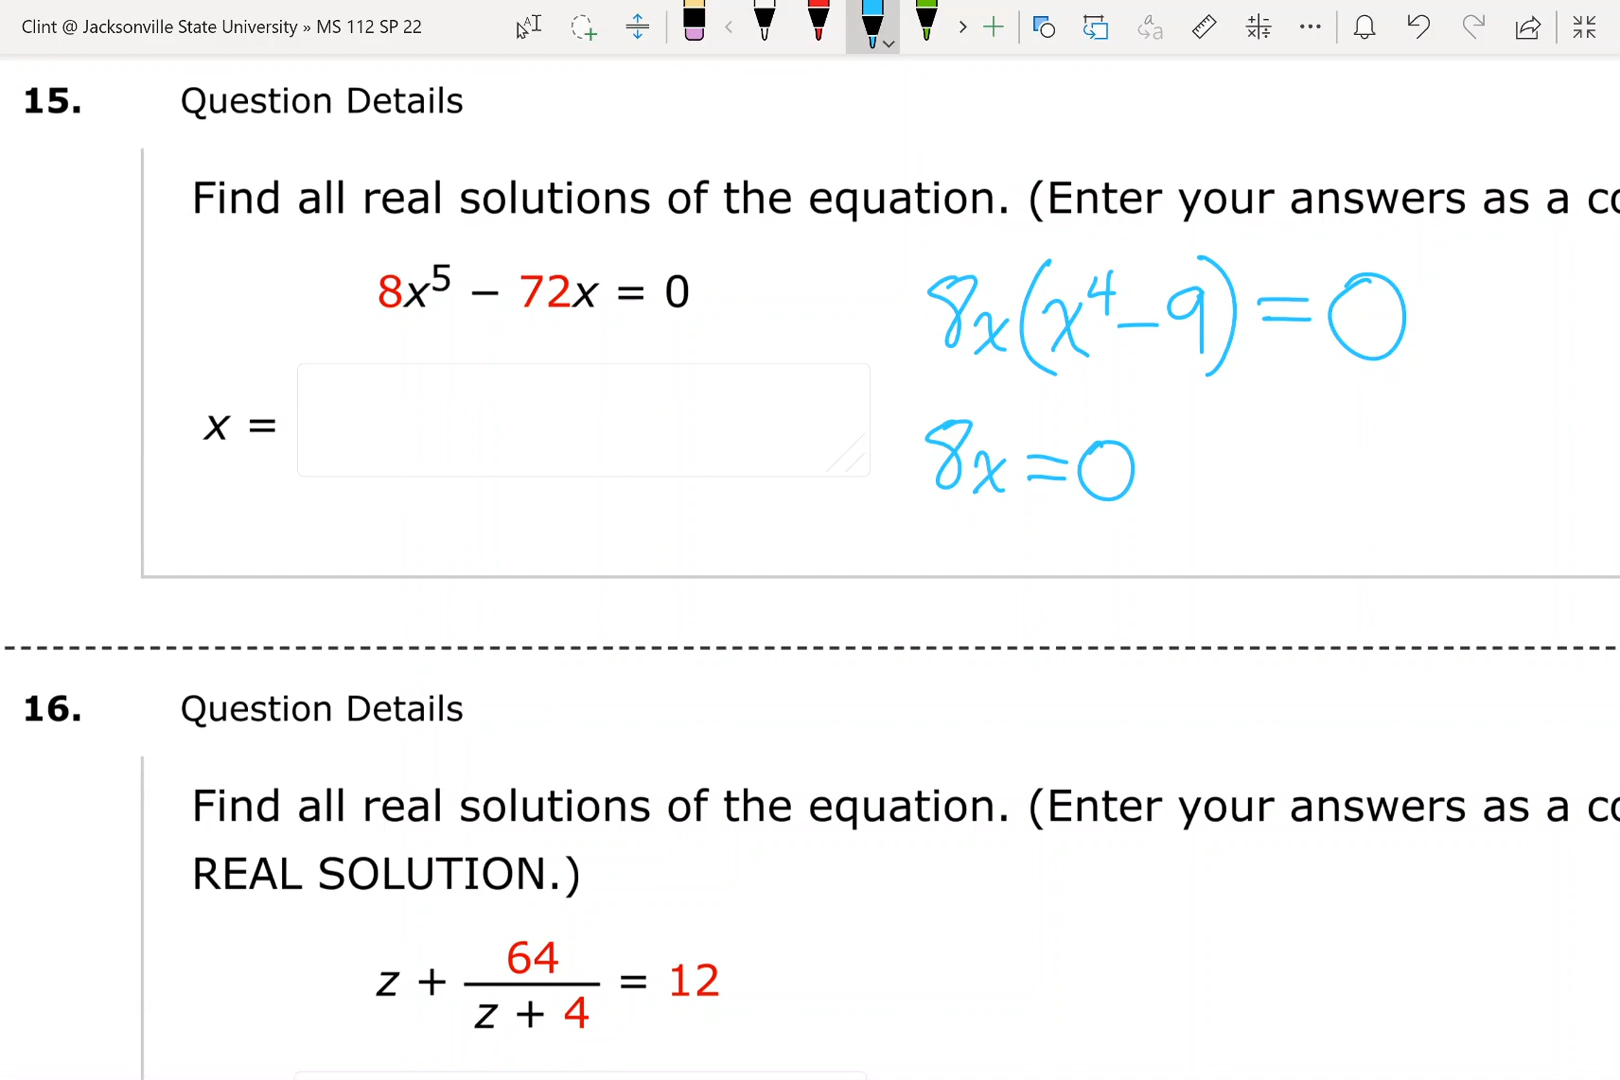 Clint @ Jacksonville State University » MS 112 SP 22
15. Question Details
Find all real solutions of the equation. (Enter your answers as a co
8x⁵ − 72x = 0
8x(x⁴−9)=0
x =
8x=0
16. Question Details
Find all real solutions of the equation. (Enter your answers as a co
REAL SOLUTION.)
z + 64/(z + 4) = 12